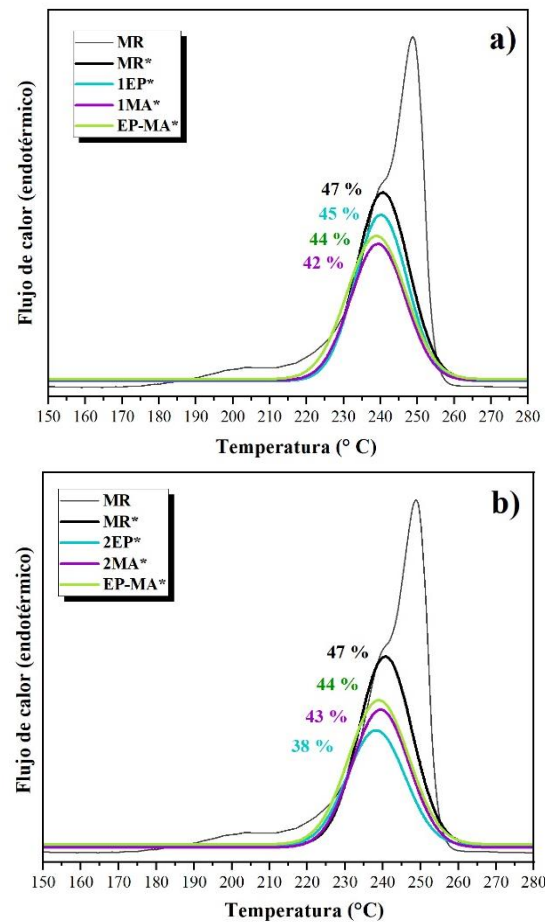 a)
MR
MR*
1EP*
1MA*
EP-MA*
47 %
45 %
44 %
42 %
Flujo de calor (endotérmico)
150 160 170 180 190 200 210 220 230 240 250 260 270 280
Temperatura (° C)
b)
MR
MR*
2EP*
2MA*
EP-MA*
47 %
44 %
43 %
38 %
Flujo de calor (endotérmico)
150 160 170 180 190 200 210 220 230 240 250 260 270 280
Temperatura (°C)